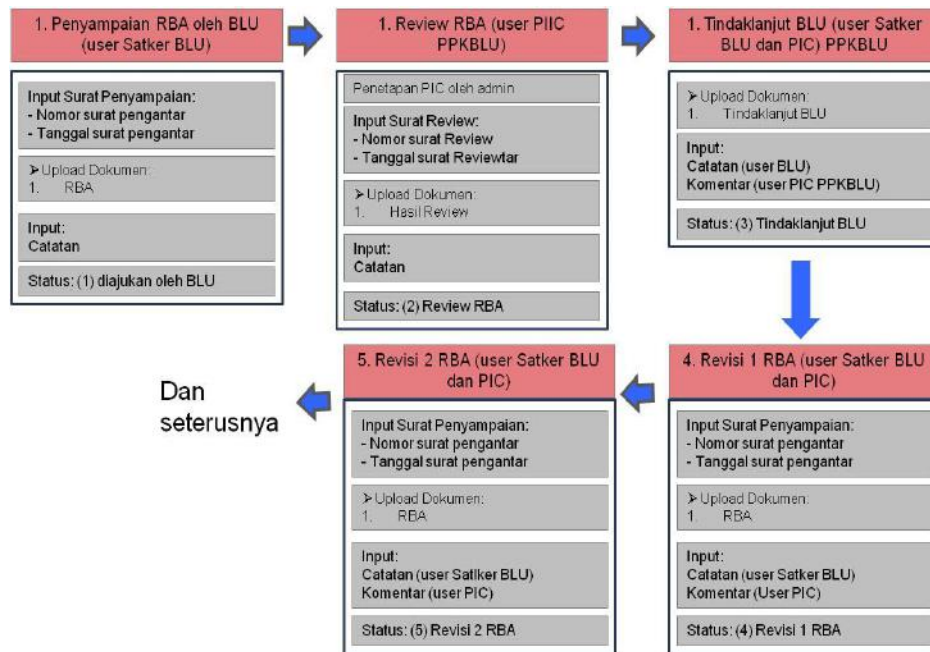 1. Penyampaian RBA oleh BLU
(user Satker BLU)
Input Surat Penyampaian:
- Nomor surat pengantar
- Tanggal surat pengantar
➢Upload Dokumen:
1. RBA
Input:
Catatan
Status: (1) diajukan oleh BLU
1. Review RBA (user PIIC
PPKBLU)
Penetapan PIC oleh admin
Input Surat Review:
- Nomor surat Review
- Tanggal surat Reviewtar
➢Upload Dokumen:
1. Hasil Review
Input:
Catatan
Status: (2) Review RBA
1. Tindaklanjut BLU (user Satker
BLU dan PIC) PPKBLU
➢Upload Dokumen:
1. Tindaklanjut BLU
Input:
Catatan (user BLU)
Komentar (user PIC PPKBLU)
Status: (3) Tindaklanjut BLU
4. Revisi 1 RBA (user Satker BLU
dan PIC)
Input Surat Penyampaian:
- Nomor surat pengantar
- Tanggal surat pengantar
➢Upload Dokumen:
1. RBA
Input:
Catatan (user Satker BLU)
Komentar (User PIC)
Status: (4) Revisi 1 RBA
5. Revisi 2 RBA (user Satker BLU
dan PIC)
Input Surat Penyampaian:
- Nomor surat pengantar
- Tanggal surat pengantar
➢Upload Dokumen:
1. RBA
Input:
Catatan (user Satlker BLU)
Komentar (user PIC)
Status: (5) Revisi 2 RBA
Dan
seterusnya